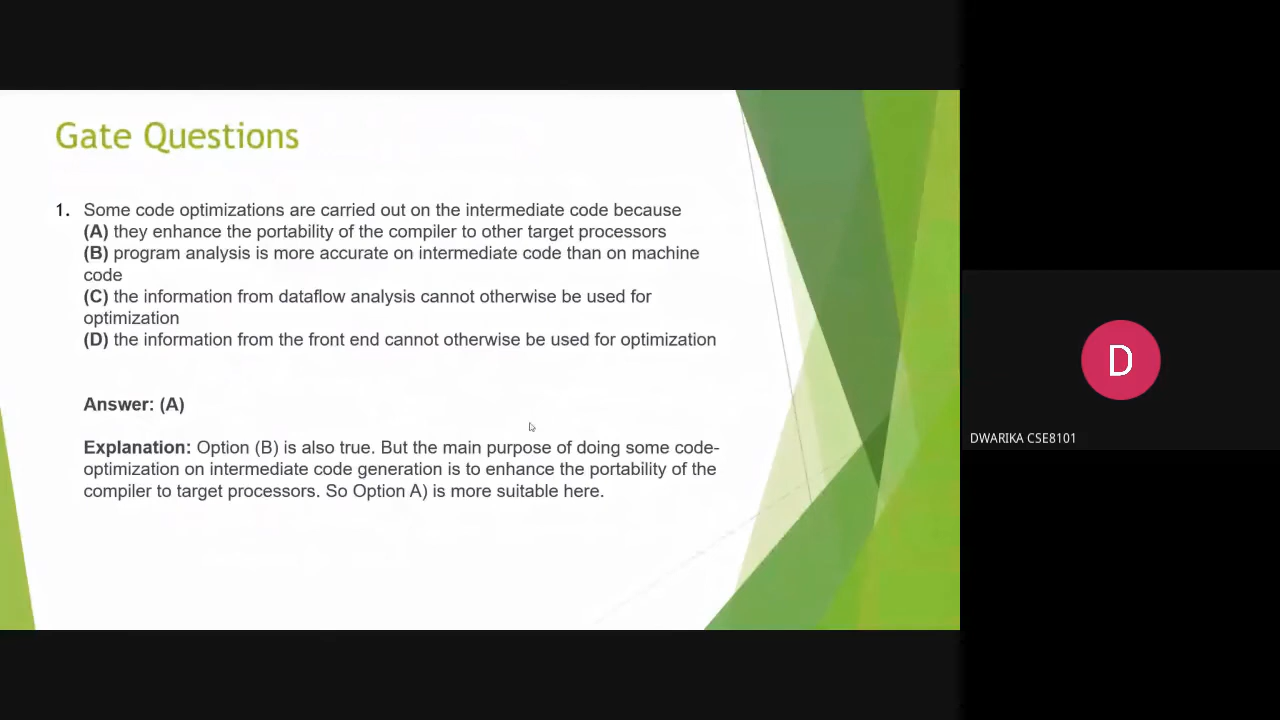 Gate Questions
1. Some code optimizations are carried out on the intermediate code because
(A) they enhance the portability of the compiler to other target processors
(B) program analysis is more accurate on intermediate code than on machine
code
(C) the information from dataflow analysis cannot otherwise be used for
optimization
(D) the information from the front end cannot otherwise be used for optimization
Answer: (A)
Explanation: Option (B) is also true. But the main purpose of doing some code-
optimization on intermediate code generation is to enhance the portability of the
compiler to target processors. So Option A) is more suitable here.
D
DWARIKA CSE8101